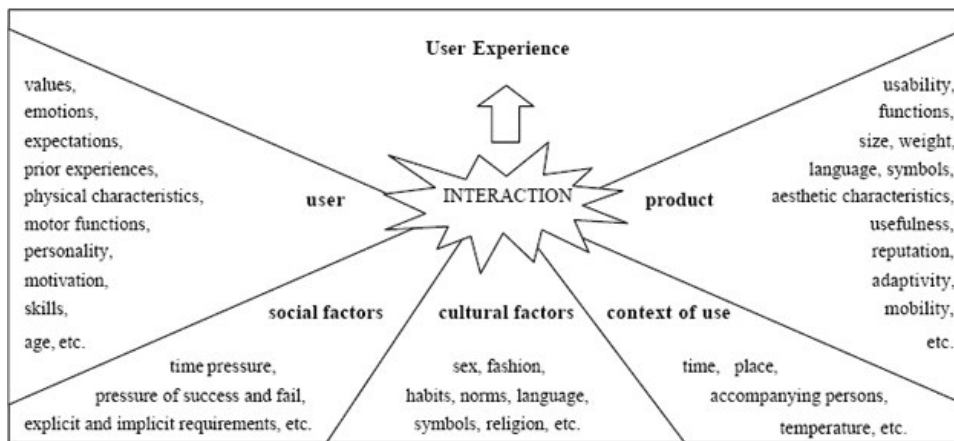 User Experience
INTERACTION
user
values,
emotions,
expectations,
prior experiences,
physical characteristics,
motor functions,
personality,
motivation,
skills,
age, etc.
product
usability,
functions,
size, weight,
language, symbols,
aesthetic characteristics,
usefulness,
reputation,
adaptivity,
mobility,
etc.
social factors
time pressure,
pressure of success and fail,
explicit and implicit requirements, etc.
cultural factors
sex, fashion,
habits, norms, language,
symbols, religion, etc.
context of use
time, place,
accompanying persons,
temperature, etc.